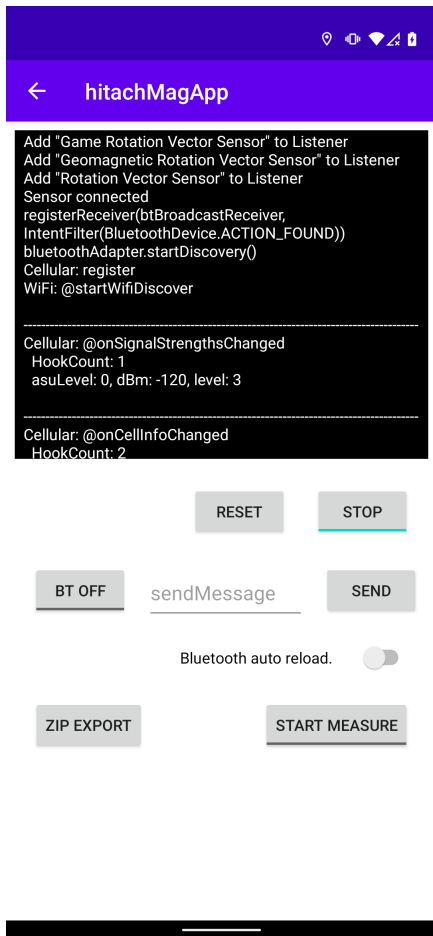 hitachMagApp
Add "Game Rotation Vector Sensor" to Listener
Add "Geomagnetic Rotation Vector Sensor" to Listener
Add "Rotation Vector Sensor" to Listener
Sensor connected
registerReceiver(btBroadcastReceiver,
IntentFilter(BluetoothDevice.ACTION_FOUND))
bluetoothAdapter.startDiscovery()
Cellular: register
WiFi: @startWifiDiscover
------------------------------------------------------------------------------------------
Cellular: @onSignalStrengthsChanged
HookCount: 1
asuLevel: 0, dBm: -120, level: 3
------------------------------------------------------------------------------------------
Cellular: @onCellInfoChanged
HookCount: 2
RESET STOP
BT OFF sendMessage SEND
Bluetooth auto reload.
ZIP EXPORT START MEASURE